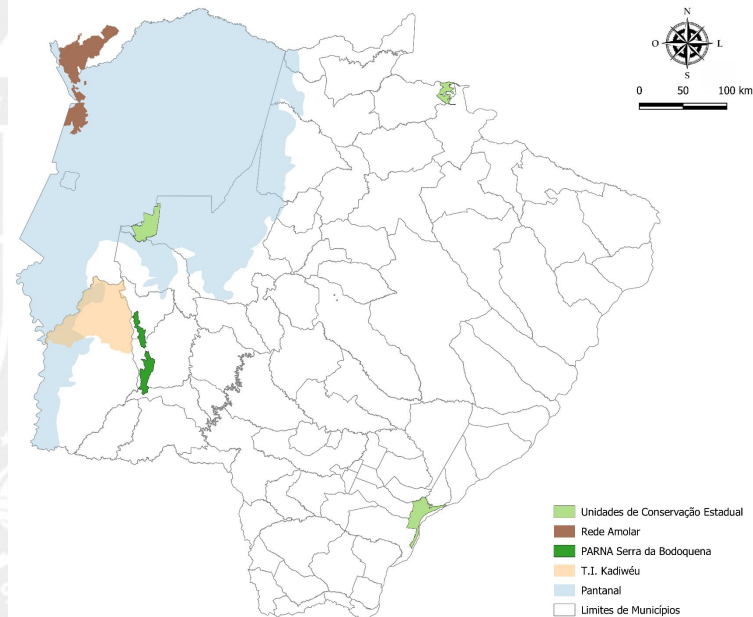 N
O
L
S
0 50 100 km
Unidades de Conservação Estadual
Rede Amolar
PARNA Serra da Bodoquena
T.I. Kadiwéu
Pantanal
Limites de Municípios